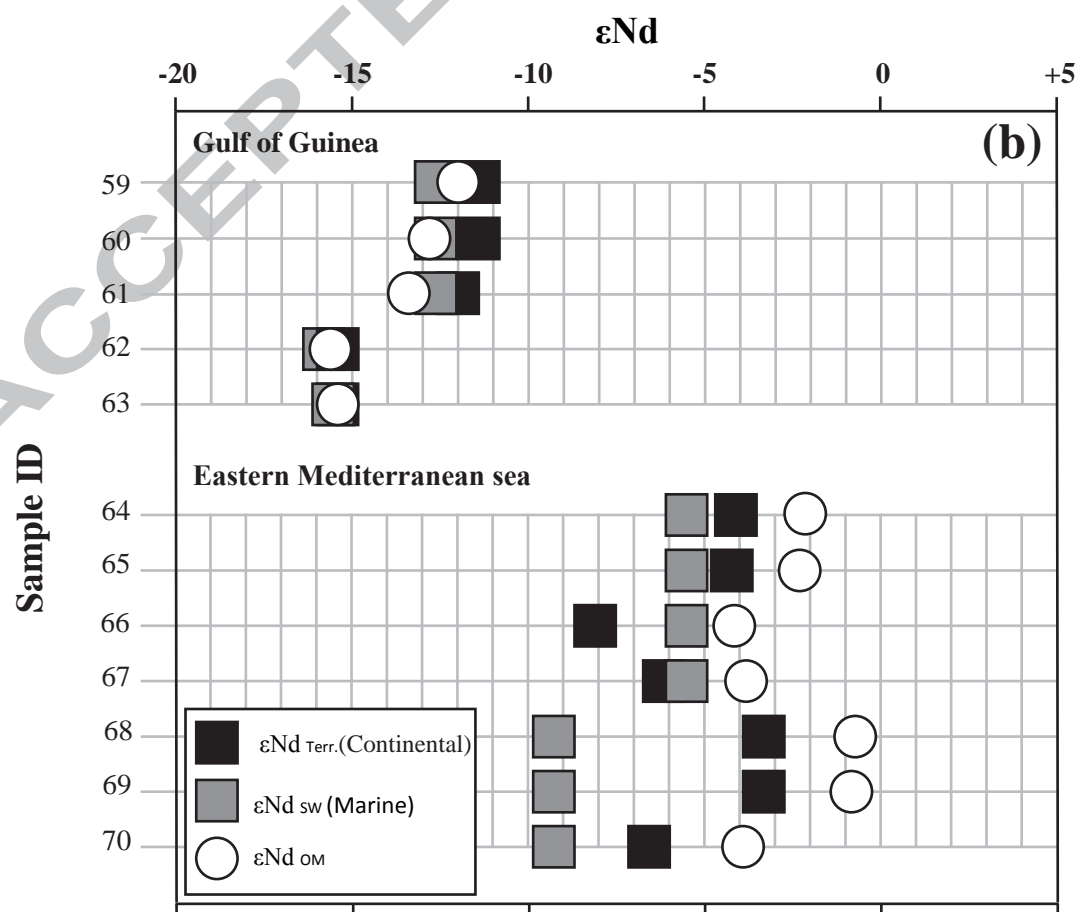 εNd
-20 -15 -10 -5 0 +5
Gulf of Guinea
(b)
59
60
61
62
63
Eastern Mediterranean sea
64
65
66
67
68
69
70
Sample ID
εNd Terr.(Continental)
εNd SW (Marine)
εNd OM
ACCEPTE